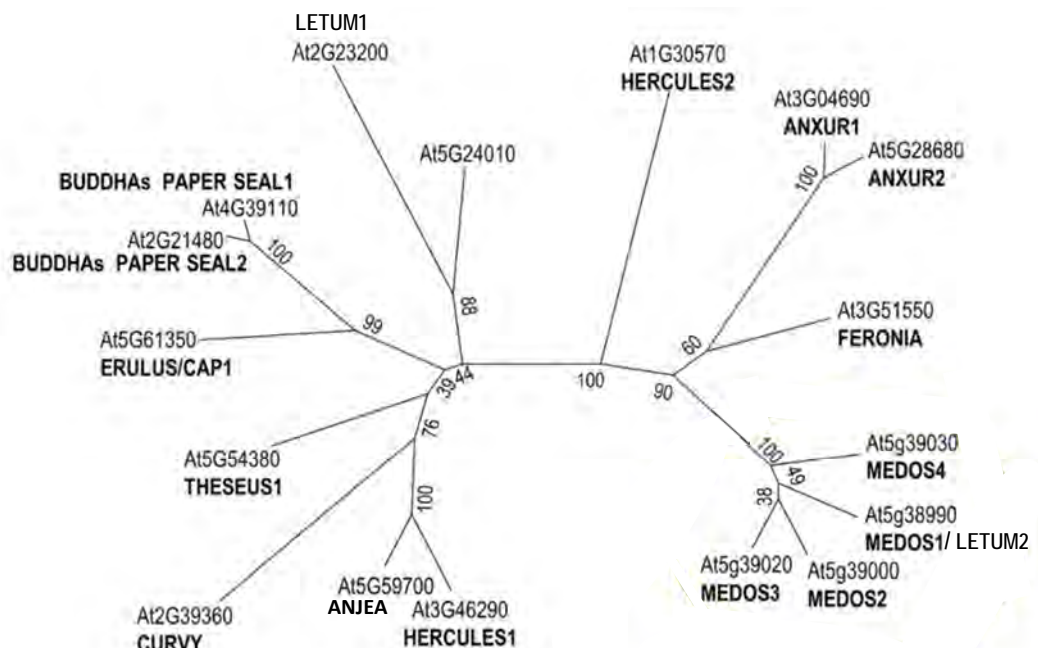 LETUM1
At2G23200
At1G30570
HERCULES2
At3G04690
ANXUR1
At5G28680
ANXUR2
100
At5G24010
BUDDHAs PAPER SEAL1
At4G39110
At2G21480
BUDDHAs PAPER SEAL2
100
88
99
At5G61350
ERULUS/CAP1
At3G51550
FERONIA
60
44
39
100
90
76
At5G54380
THESEUS1
100
49
38
At5g39030
MEDOS4
100
At5g38990
MEDOS1/ LETUM2
At5g39020
MEDOS3
At5g39000
MEDOS2
At5G59700
ANJEA
At3G46290
HERCULES1
At2G39360
CURVY